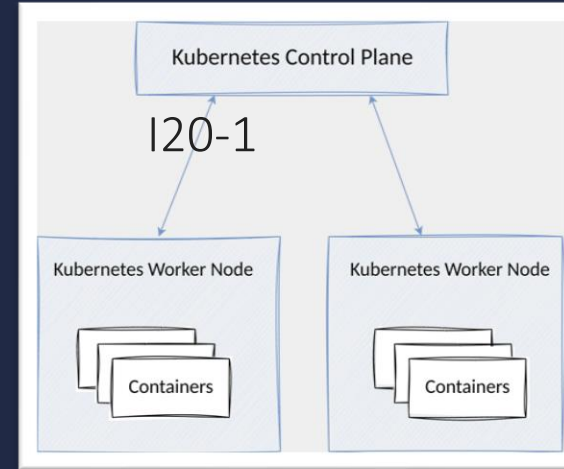 Kubernetes Control Plane
I20-1
Kubernetes Worker Node
Containers
Kubernetes Worker Node
Containers